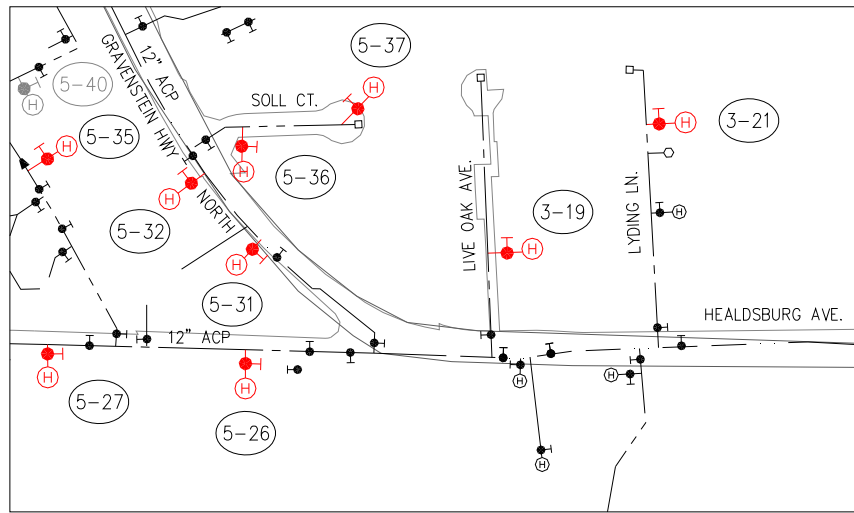 5-37
12" ACP
5-40
GRAVENSTEIN HWY
SOLL CT.
H
H
H
H
3-21
5-35
H
H
5-36
H
LIVE OAK AVE.
3-19
LYDING LN.
H
5-32
NORTH
H
H
5-31
HEALDSBURG AVE.
12" ACP
H
H
H
H
5-27
5-26
H